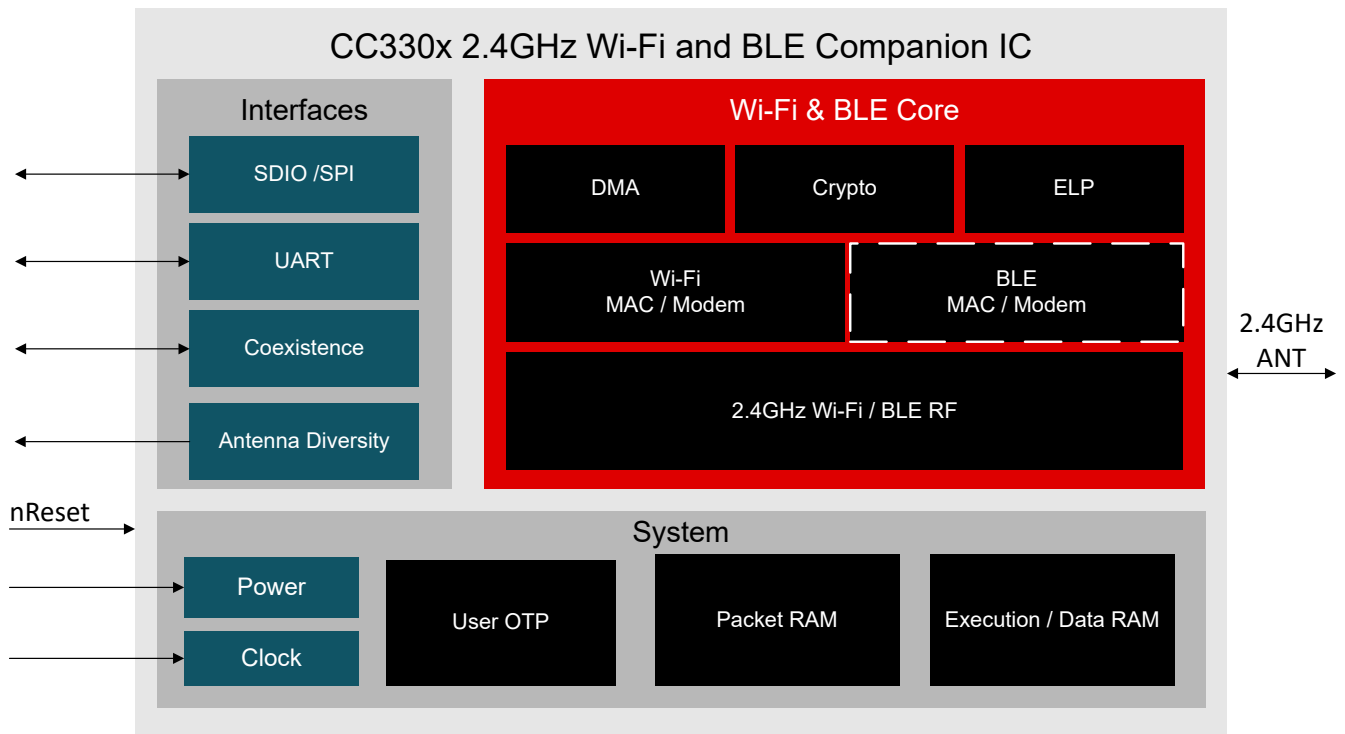 CC330x 2.4GHz Wi-Fi and BLE Companion IC
Interfaces
SDIO /SPI
UART
Coexistence
Antenna Diversity
Wi-Fi & BLE Core
DMA
Crypto
ELP
Wi-Fi
MAC / Modem
BLE
MAC / Modem
2.4GHz Wi-Fi / BLE RF
2.4GHz
ANT
nReset
System
Power
Clock
User OTP
Packet RAM
Execution / Data RAM